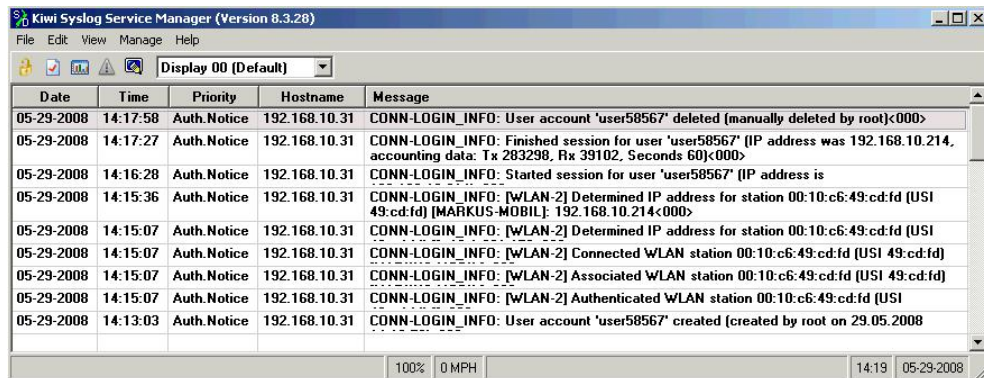 Kiwi Syslog Service Manager (Version 8.3.28)
File Edit View Manage Help
Display 00 (Default)
Date Time Priority Hostname Message
05-29-2008 14:17:58 Auth.Notice 192.168.10.31 CONN-LOGIN_INFO: User account 'user58567' deleted (manually deleted by root)<000>
05-29-2008 14:17:27 Auth.Notice 192.168.10.31 CONN-LOGIN_INFO: Finished session for user 'user58567' (IP address was 192.168.10.214,
accounting data: Tx 283298, Rx 39102, Seconds 60)<000>
05-29-2008 14:16:28 Auth.Notice 192.168.10.31 CONN-LOGIN_INFO: Started session for user 'user58567' (IP address is
05-29-2008 14:15:36 Auth.Notice 192.168.10.31 CONN-LOGIN_INFO: [WLAN-2] Determined IP address for station 00:10:c6:49:cd:fd (USI
49:cd:fd) [MARKUS-MOBIL]: 192.168.10.214<000>
05-29-2008 14:15:07 Auth.Notice 192.168.10.31 CONN-LOGIN_INFO: [WLAN-2] Determined IP address for station 00:10:c6:49:cd:fd (USI
05-29-2008 14:15:07 Auth.Notice 192.168.10.31 CONN-LOGIN_INFO: [WLAN-2] Connected WLAN station 00:10:c6:49:cd:fd (USI 49:cd:fd)
05-29-2008 14:15:07 Auth.Notice 192.168.10.31 CONN-LOGIN_INFO: [WLAN-2] Associated WLAN station 00:10:c6:49:cd:fd (USI 49:cd:fd)
05-29-2008 14:15:07 Auth.Notice 192.168.10.31 CONN-LOGIN_INFO: [WLAN-2] Authenticated WLAN station 00:10:c6:49:cd:fd (USI
05-29-2008 14:13:03 Auth.Notice 192.168.10.31 CONN-LOGIN_INFO: User account 'user58567' created (created by root on 29.05.2008
100% 0 MPH 14:19 05-29-2008